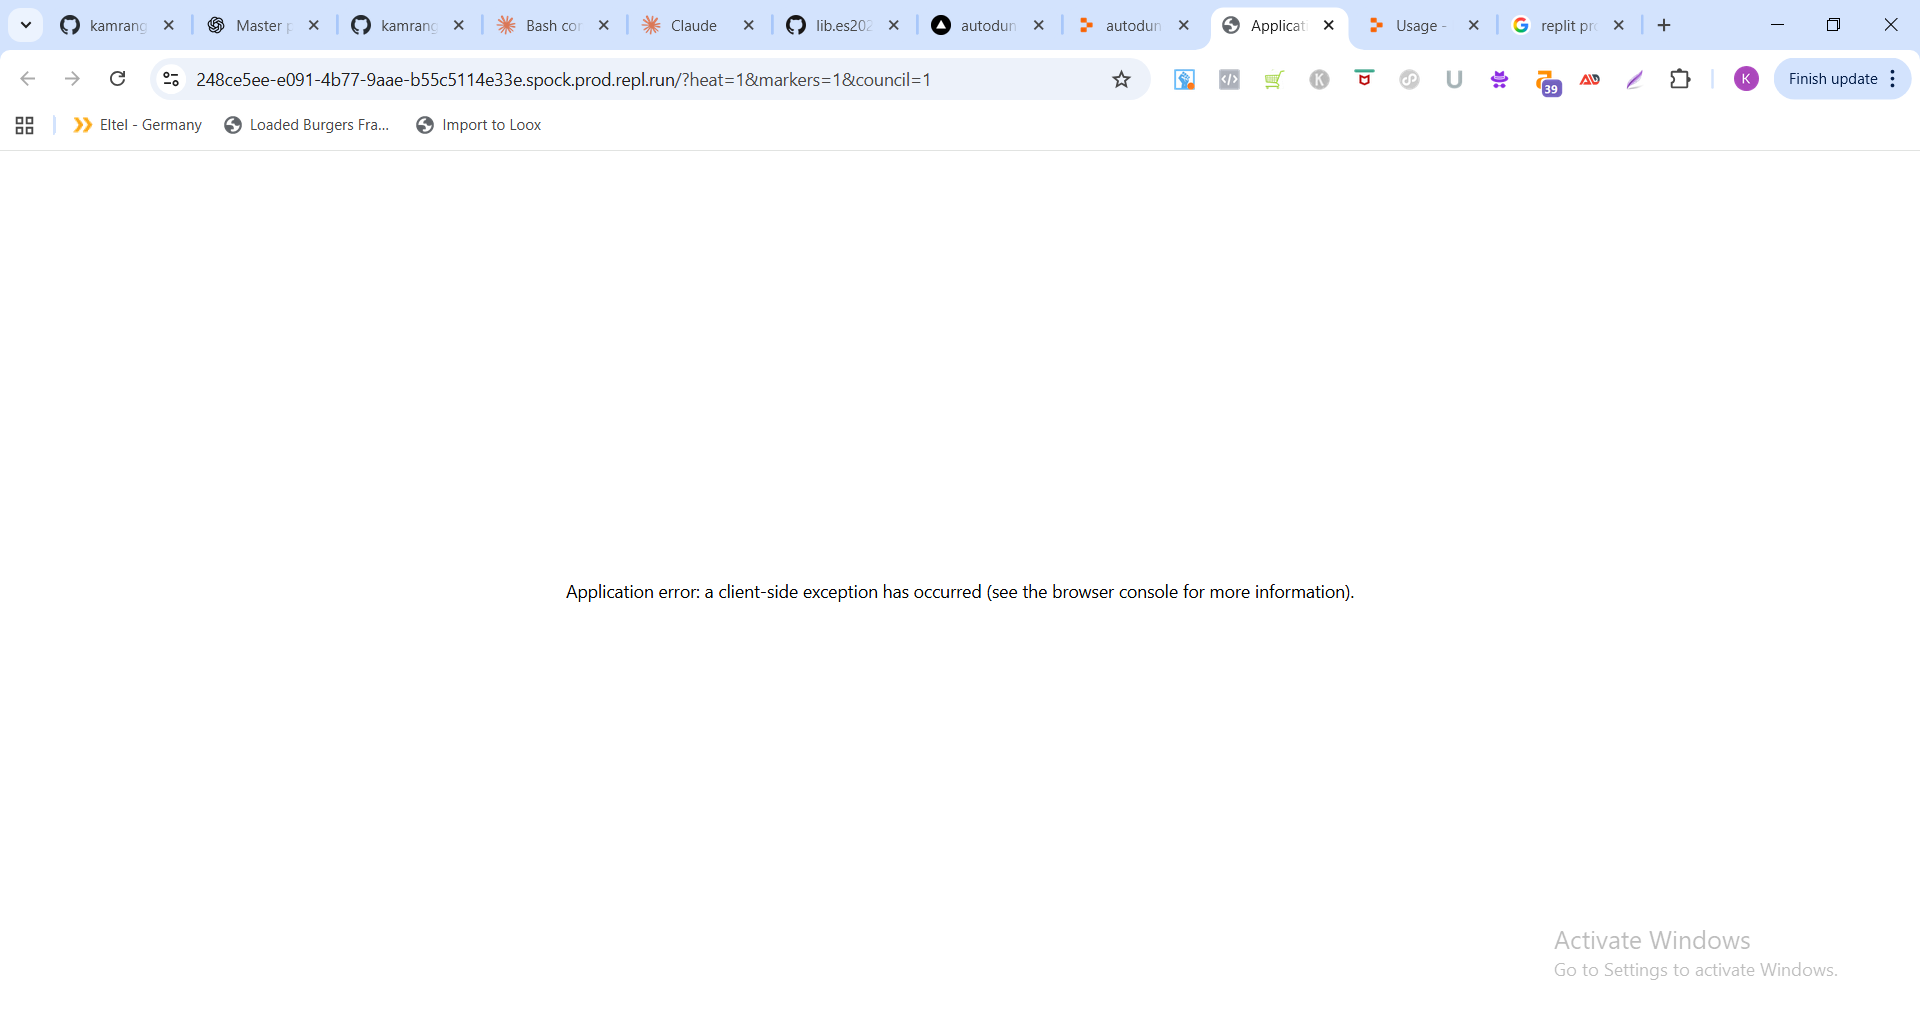 kamrang
Master p
kamrang
Bash cor
Claude
lib.es202
autodun
autodun
Applicati
Usage -
replit pro
248ce5ee-e091-4b77-9aae-b55c5114e33e.spock.prod.repl.run/?heat=1&markers=1&council=1
39
K
Finish update
Eltel - Germany
Loaded Burgers Fra...
Import to Loox
Application error: a client-side exception has occurred (see the browser console for more information).
Activate Windows
Go to Settings to activate Windows.